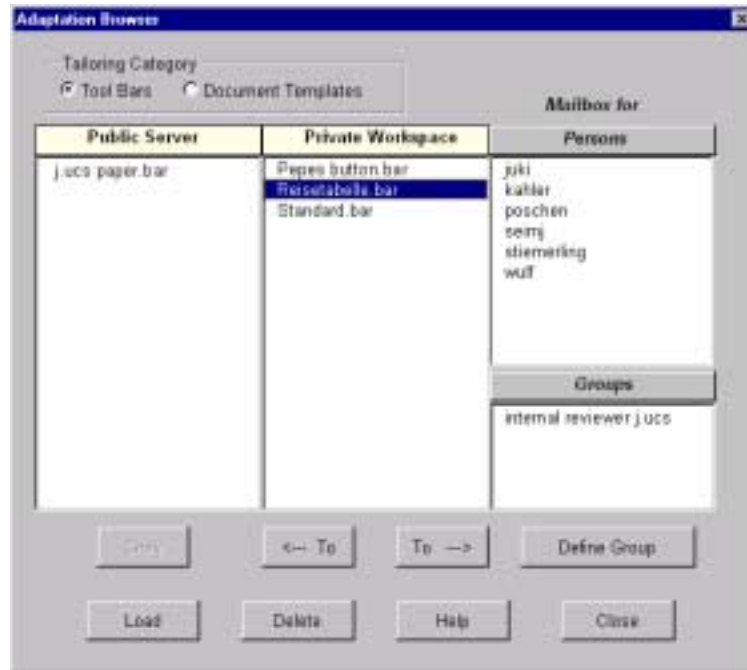 Adaptation Browser
Tailoring Category
Tool Bars Document Templates
Mailbox for
Public Server Private Workspace Persons
j.ucs paper.bar
Pepes button.bar
Reisetabelle.bar
Standard.bar
juki
kahler
poschen
semj
stiemerling
wulf
Groups
internal reviewer j.ucs
Copy <--- To To ---> Define Group
Load Delete Help Close